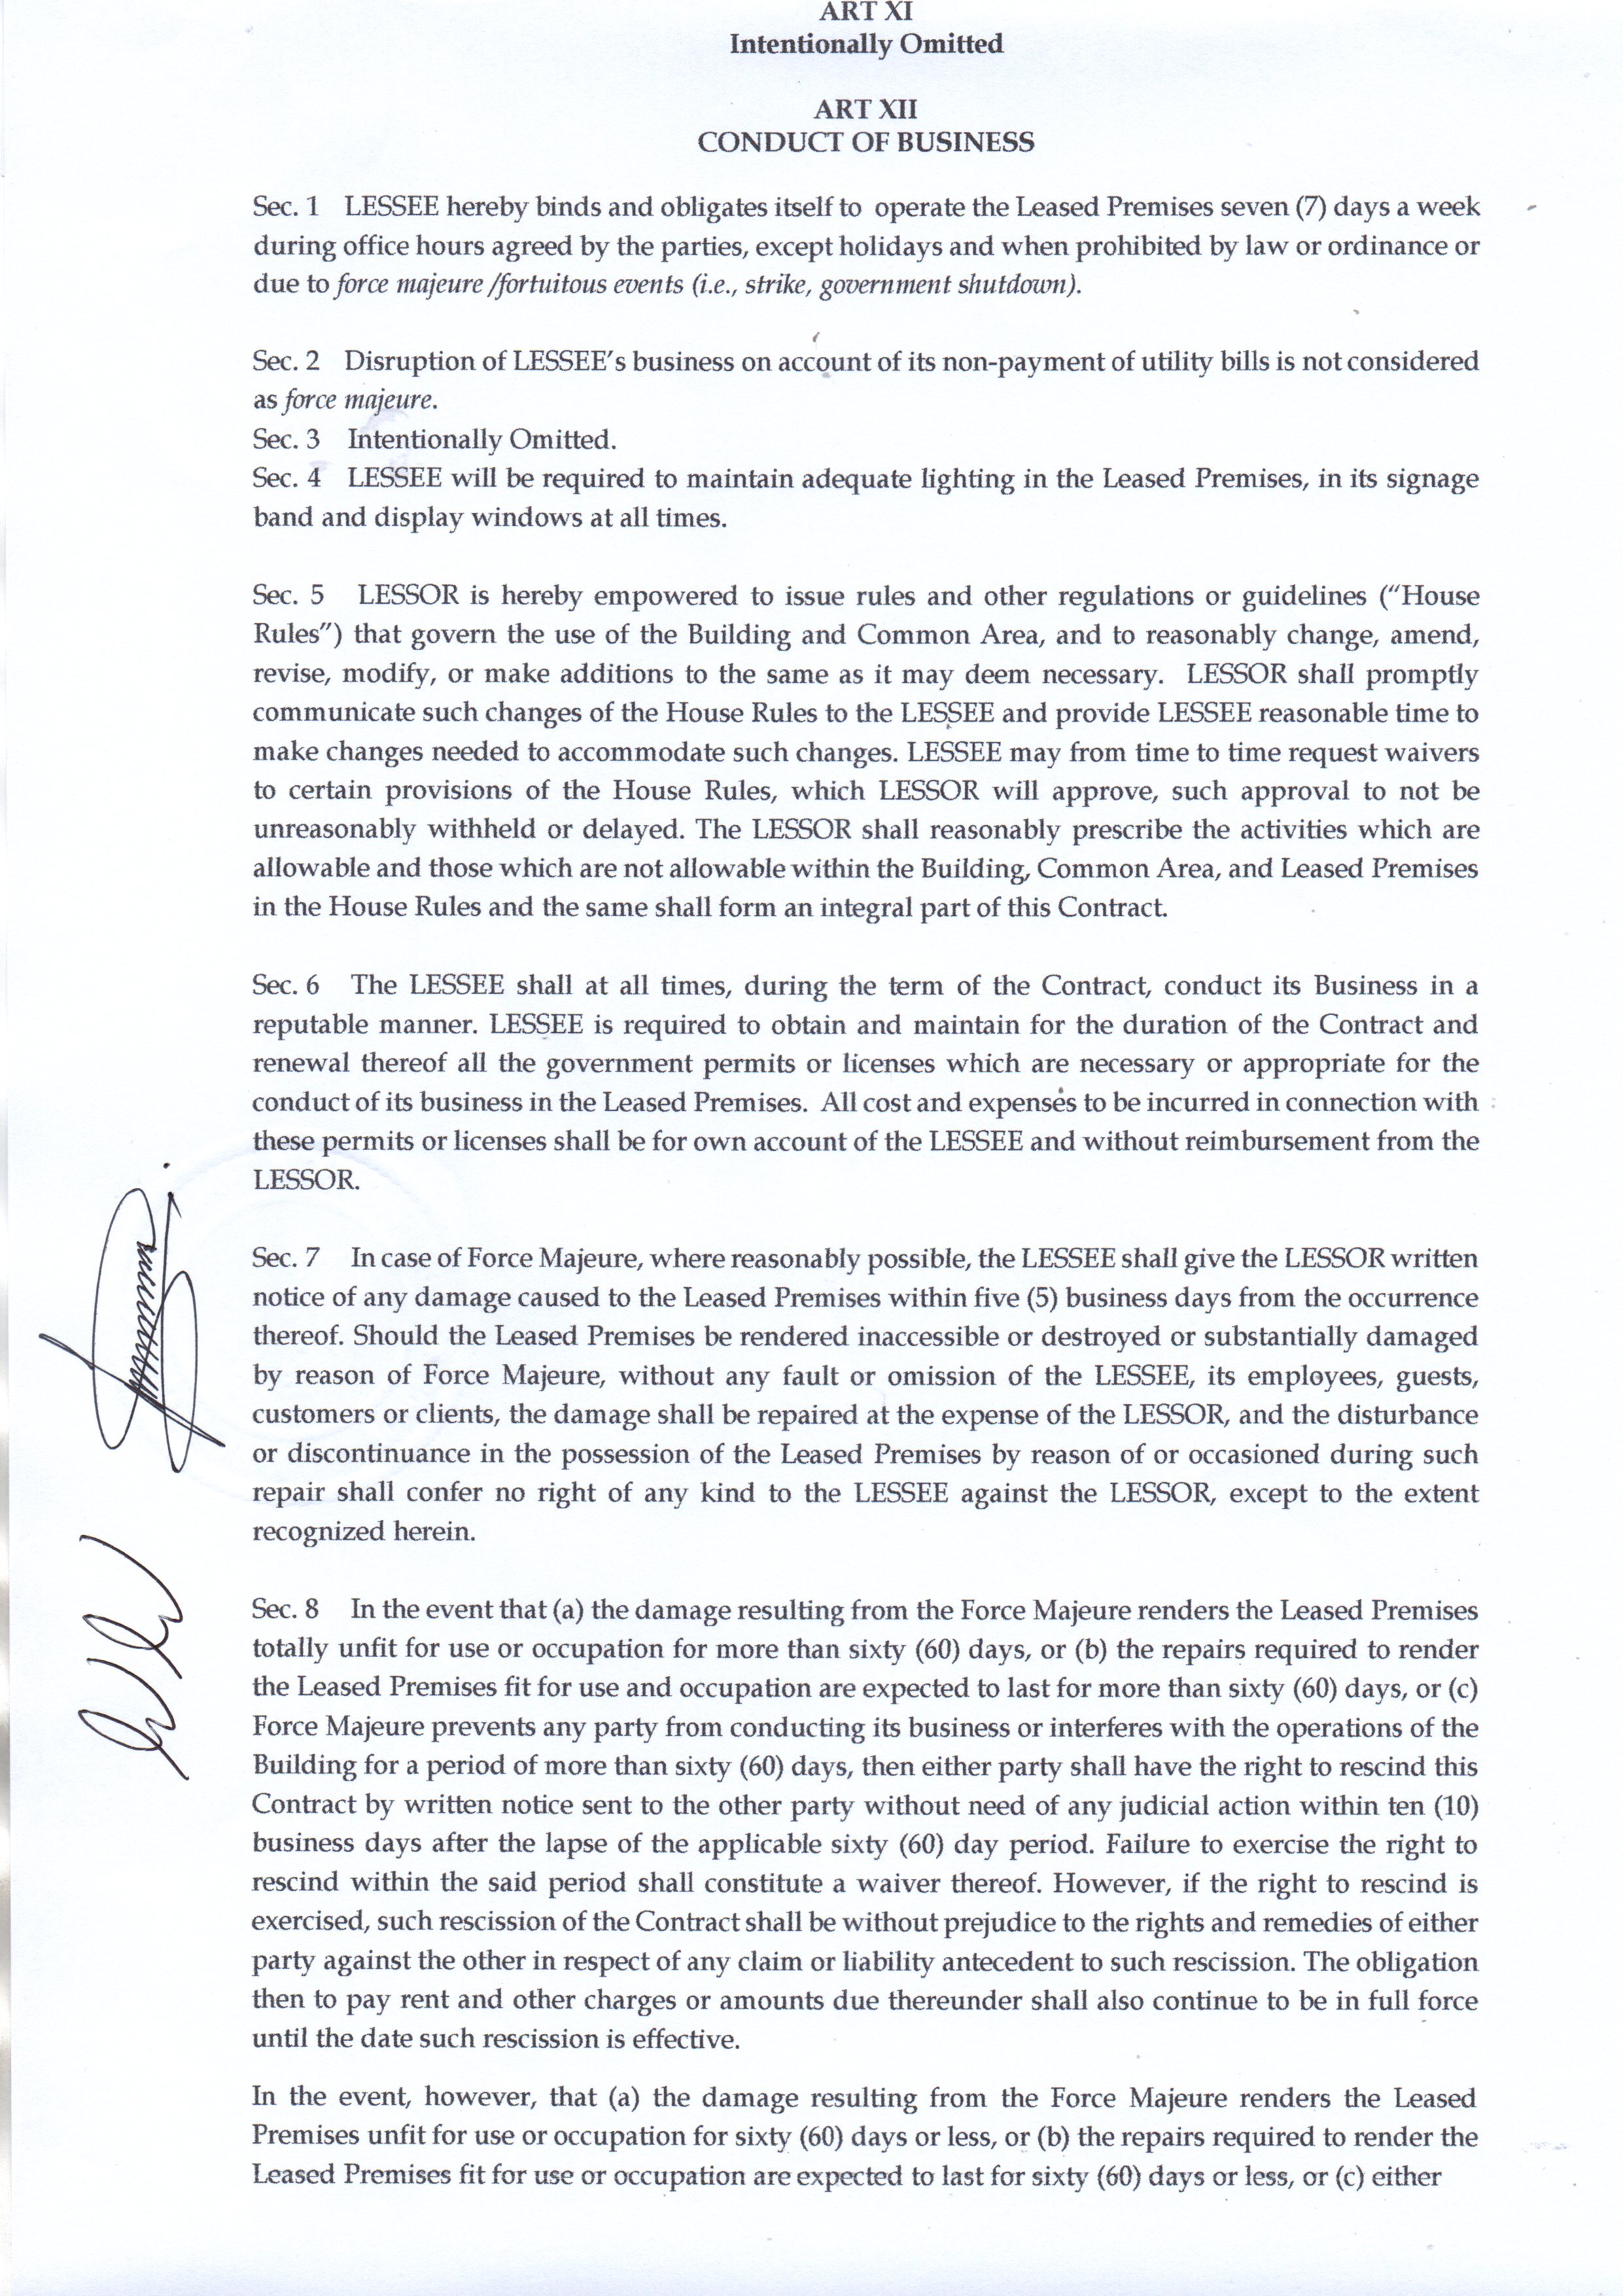 ART XI
Intentionally Omitted
ART XII
CONDUCT OF BUSINESS
Sec. 1 LESSEE hereby binds and obligates itself to operate the Leased Premises seven (7) days a week
during office hours agreed by the parties, except holidays and when prohibited by law or ordinance or
due to force majeure /fortuitous events (i.e., strike, government shutdown).
Sec. 2 Disruption of LESSEE's business on account of its non-payment of utility bills is not considered
as force majeure.
Sec. 3 Intentionally Omitted.
Sec. 4 LESSEE will be required to maintain adequate lighting in the Leased Premises, in its signage
band and display windows at all times.
Sec. 5 LESSOR is hereby empowered to issue rules and other regulations or guidelines ("House
Rules") that govern the use of the Building and Common Area, and to reasonably change, amend,
revise, modify, or make additions to the same as it may deem necessary. LESSOR shall promptly
communicate such changes of the House Rules to the LESSEE and provide LESSEE reasonable time to
make changes needed to accommodate such changes. LESSEE may from time to time request waivers
to certain provisions of the House Rules, which LESSOR will approve, such approval to not be
unreasonably withheld or delayed. The LESSOR shall reasonably prescribe the activities which are
allowable and those which are not allowable within the Building, Common Area, and Leased Premises
in the House Rules and the same shall form an integral part of this Contract.
Sec. 6 The LESSEE shall at all times, during the term of the Contract, conduct its Business in a
reputable manner. LESSEE is required to obtain and maintain for the duration of the Contract and
renewal thereof all the government permits or licenses which are necessary or appropriate for the
conduct of its business in the Leased Premises. All cost and expenses to be incurred in connection with
these permits or licenses shall be for own account of the LESSEE and without reimbursement from the
LESSOR.
Sec. 7 In case of Force Majeure, where reasonably possible, the LESSEE shall give the LESSOR written
notice of any damage caused to the Leased Premises within five (5) business days from the occurrence
thereof. Should the Leased Premises be rendered inaccessible or destroyed or substantially damaged
by reason of Force Majeure, without any fault or omission of the LESSEE, its employees, guests,
customers or clients, the damage shall be repaired at the expense of the LESSOR, and the disturbance
or discontinuance in the possession of the Leased Premises by reason of or occasioned during such
repair shall confer no right of any kind to the LESSEE against the LESSOR, except to the extent
recognized herein.
Sec. 8 In the event that (a) the damage resulting from the Force Majeure renders the Leased Premises
totally unfit for use or occupation for more than sixty (60) days, or (b) the repairs required to render
the Leased Premises fit for use and occupation are expected to last for more than sixty (60) days, or (c)
Force Majeure prevents any party from conducting its business or interferes with the operations of the
Building for a period of more than sixty (60) days, then either party shall have the right to rescind this
Contract by written notice sent to the other party without need of any judicial action within ten (10)
business days after the lapse of the applicable sixty (60) day period. Failure to exercise the right to
rescind within the said period shall constitute a waiver thereof. However, if the right to rescind is
exercised, such rescission of the Contract shall be without prejudice to the rights and remedies of either
party against the other in respect of any claim or liability antecedent to such rescission. The obligation
then to pay rent and other charges or amounts due thereunder shall also continue to be in full force
until the date such rescission is effective.
In the event, however, that (a) the damage resulting from the Force Majeure renders the Leased
Premises unfit for use or occupation for sixty (60) days or less, or (b) the repairs required to render the
Leased Premises fit for use or occupation are expected to last for sixty (60) days or less, or (c) either